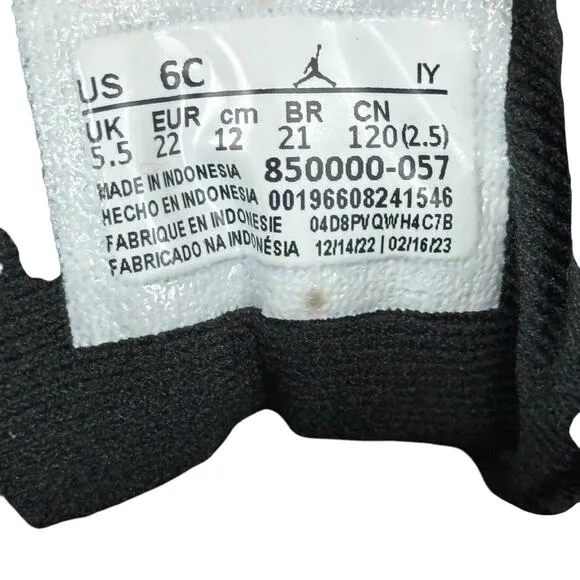 US 6C IY
UK EUR cm BR CN
5.5 22 12 21 120 (2.5)
MADE IN INDONESIA 850000-057
HECHO EN INDONESIA 00196608241546
FABRIQUE EN INDONESIE 04D8PVQWH4C7B
FABRICADO NA INDONÉSIA 12/14/22 | 02/16/23